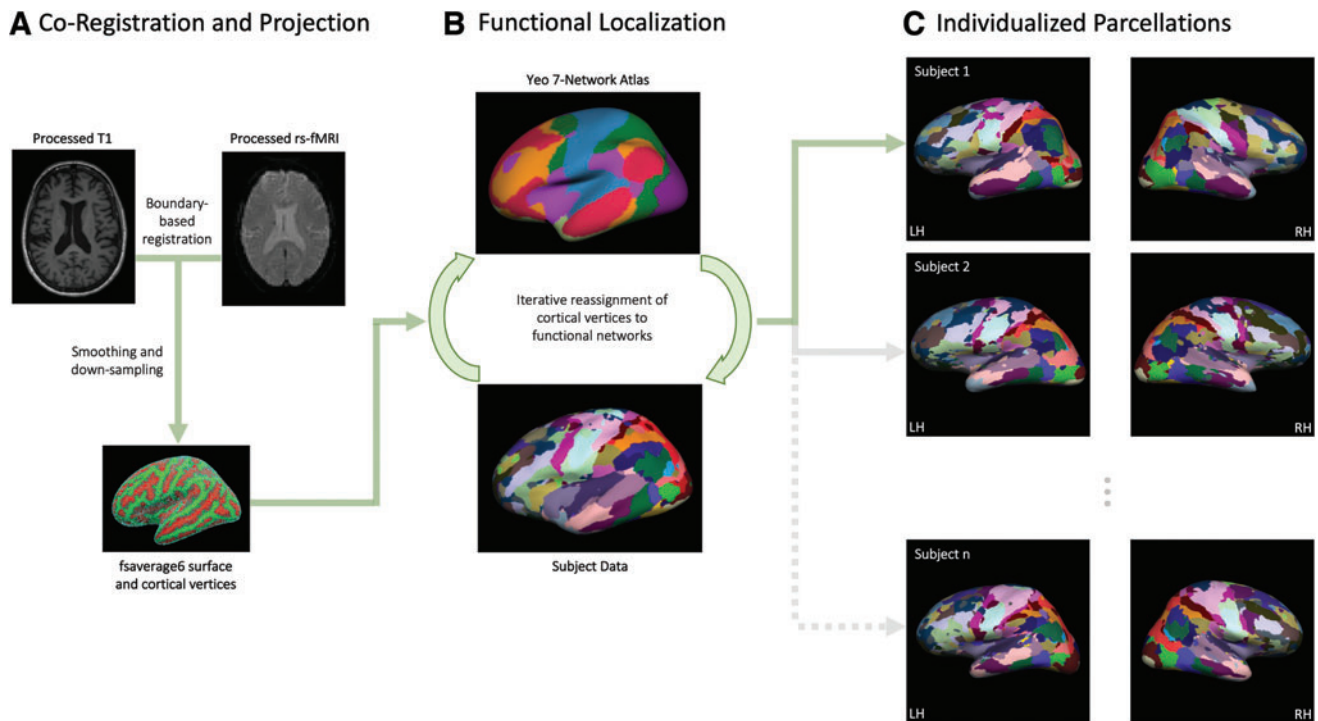 A Co-Registration and Projection
Processed T1
Processed rs-fMRI
Boundary-
based
registration
Smoothing and
down-sampling
fsaverage6 surface
and cortical vertices
B Functional Localization
Yeo 7-Network Atlas
Iterative reassignment of
cortical vertices to
functional networks
Subject Data
C Individualized Parcellations
Subject 1
LH
RH
Subject 2
LH
RH
Subject n
LH
RH